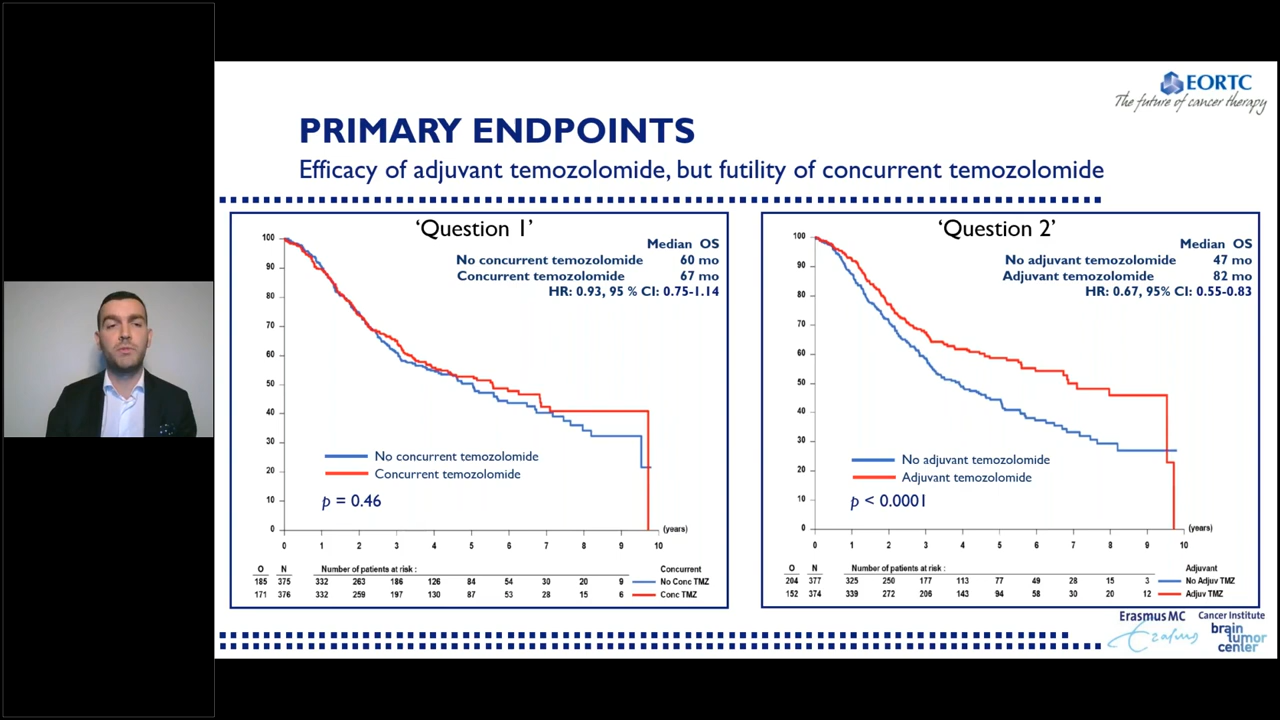 EORTC
The future of cancer therapy
PRIMARY ENDPOINTS
Efficacy of adjuvant temozolomide, but futility of concurrent temozolomide
‘Question 1’
Median OS
No concurrent temozolomide 60 mo
Concurrent temozolomide 67 mo
HR: 0.93, 95 % CI: 0.75-1.14
100
90
80
70
60
50
40
30
20
10
0
No concurrent temozolomide
Concurrent temozolomide
p = 0.46
(years)
0 1 2 3 4 5 6 7 8 9 10
O N Number of patients at risk : Concurrent
185 375 332 263 186 126 84 54 30 20 9 No Conc TMZ
171 376 332 259 197 130 87 53 28 15 6 Conc TMZ
‘Question 2’
Median OS
No adjuvant temozolomide 47 mo
Adjuvant temozolomide 82 mo
HR: 0.67, 95% CI: 0.55-0.83
100
90
80
70
60
50
40
30
20
10
0
No adjuvant temozolomide
Adjuvant temozolomide
p < 0.0001
(years)
0 1 2 3 4 5 6 7 8 9 10
O N Number of patients at risk : Adjuvant
204 377 325 250 177 113 77 49 28 15 3 No Adjuv TMZ
152 374 339 272 206 143 94 58 30 20 12 Adjuv TMZ
Erasmus MC Cancer Institute
Erasmus
brain
tumor
center